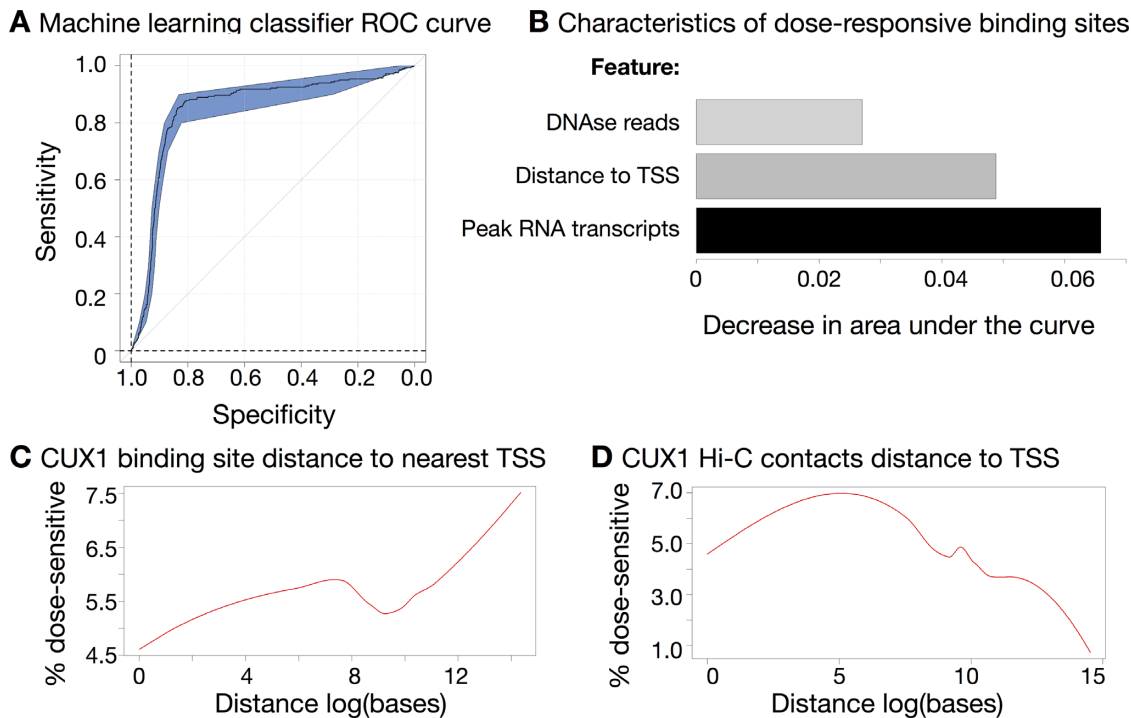 A Machine learning classifier ROC curve
1.0
0.8
0.6
0.4
0.2
0
Sensitivity
1.0 0.8 0.6 0.4 0.2 0.0
Specificity
B Characteristics of dose-responsive binding sites
Feature:
DNAse reads
Distance to TSS
Peak RNA transcripts
0 0.02 0.04 0.06
Decrease in area under the curve
C CUX1 binding site distance to nearest TSS
7.5
6.5
5.5
4.5
% dose-sensitive
0 4 8 12
Distance log(bases)
D CUX1 Hi-C contacts distance to TSS
7.0
5.0
3.0
1.0
% dose-sensitive
0 5 10 15
Distance log(bases)